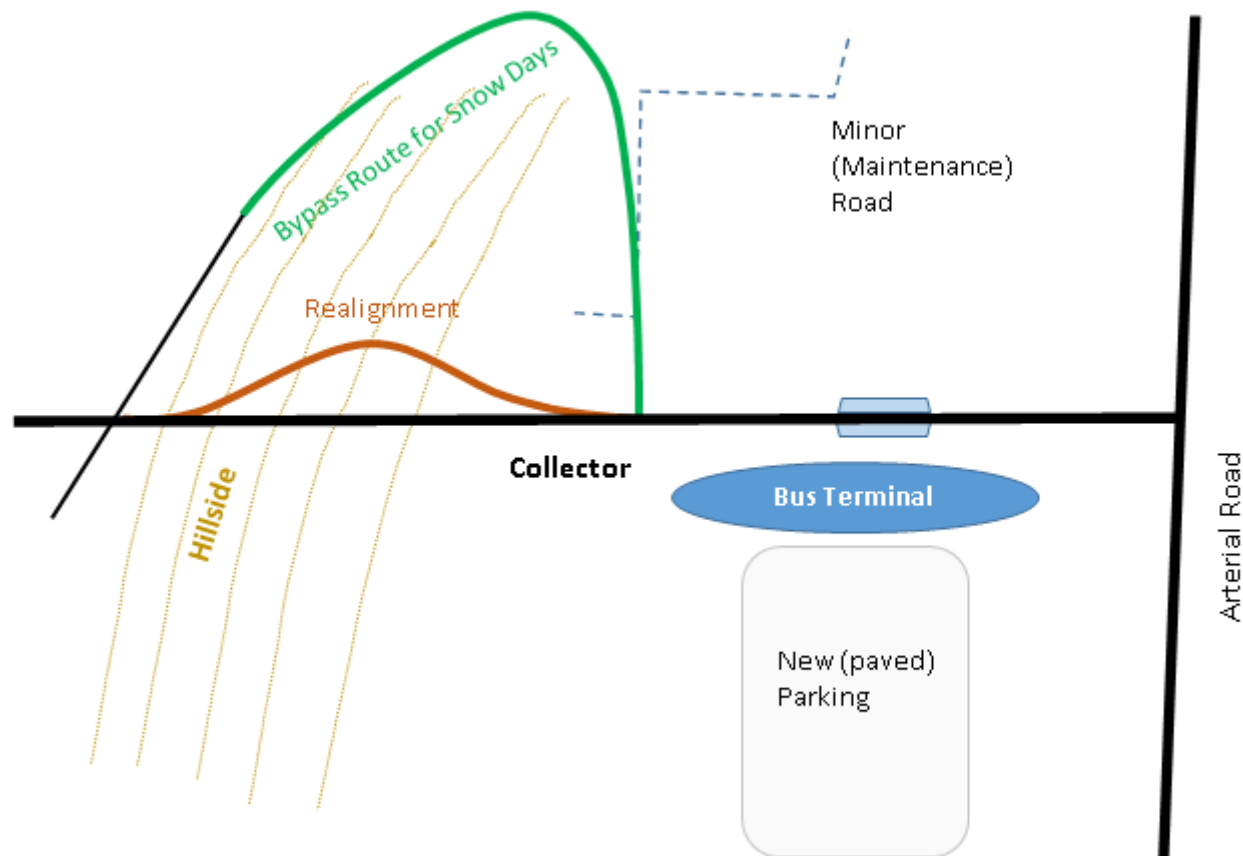 Bypass Route for Snow Days
Minor
(Maintenance)
Road
Realignment
Collector
Hillside
Bus Terminal
Arterial Road
New (paved)
Parking